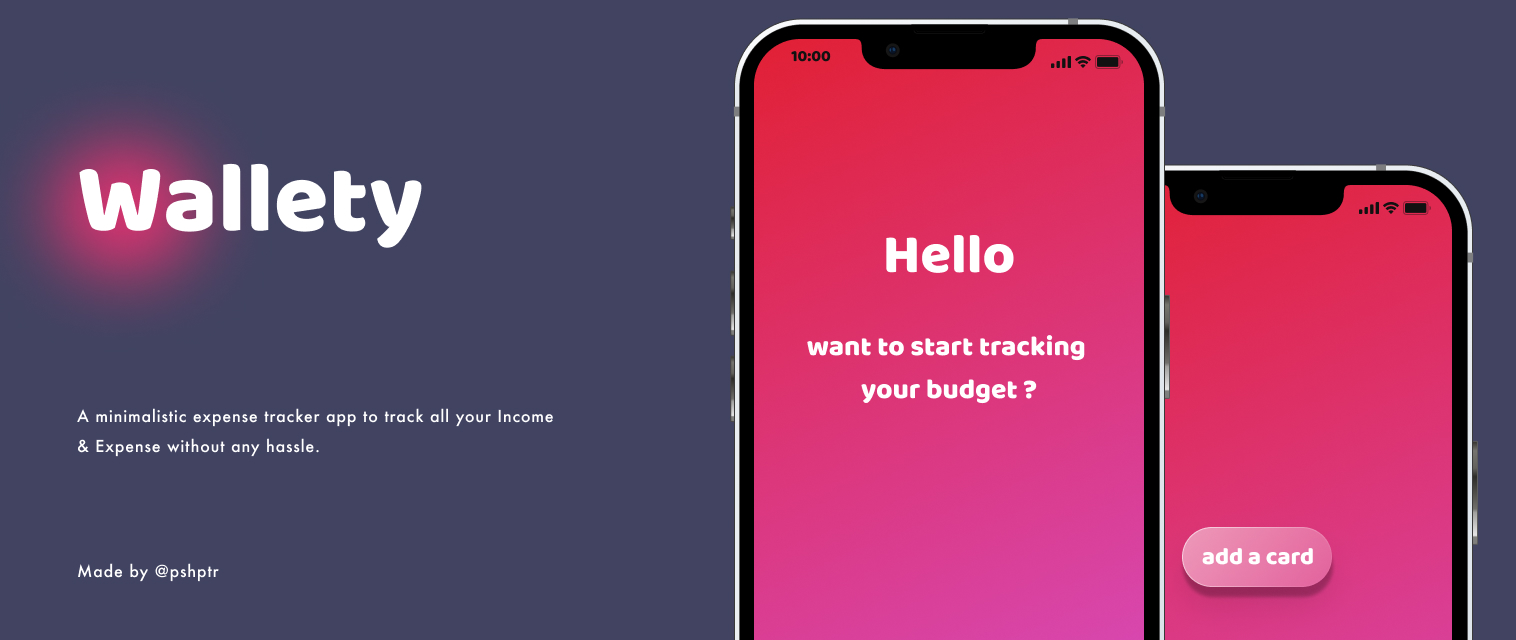 Wallety
A minimalistic expense tracker app to track all your Income
& Expense without any hassle.
Made by @pshptr
10:00
Hello
want to start tracking
your budget ?
add a card